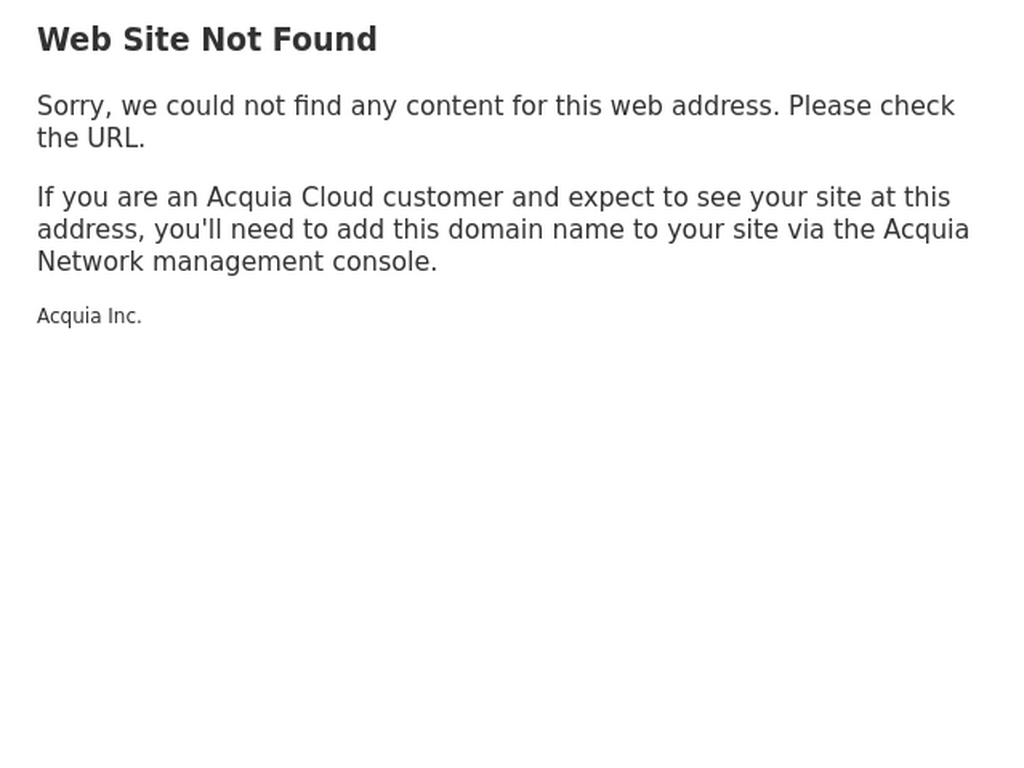 Web Site Not Found
Sorry, we could not find any content for this web address. Please check
the URL.
If you are an Acquia Cloud customer and expect to see your site at this
address, you'll need to add this domain name to your site via the Acquia
Network management console.
Acquia Inc.